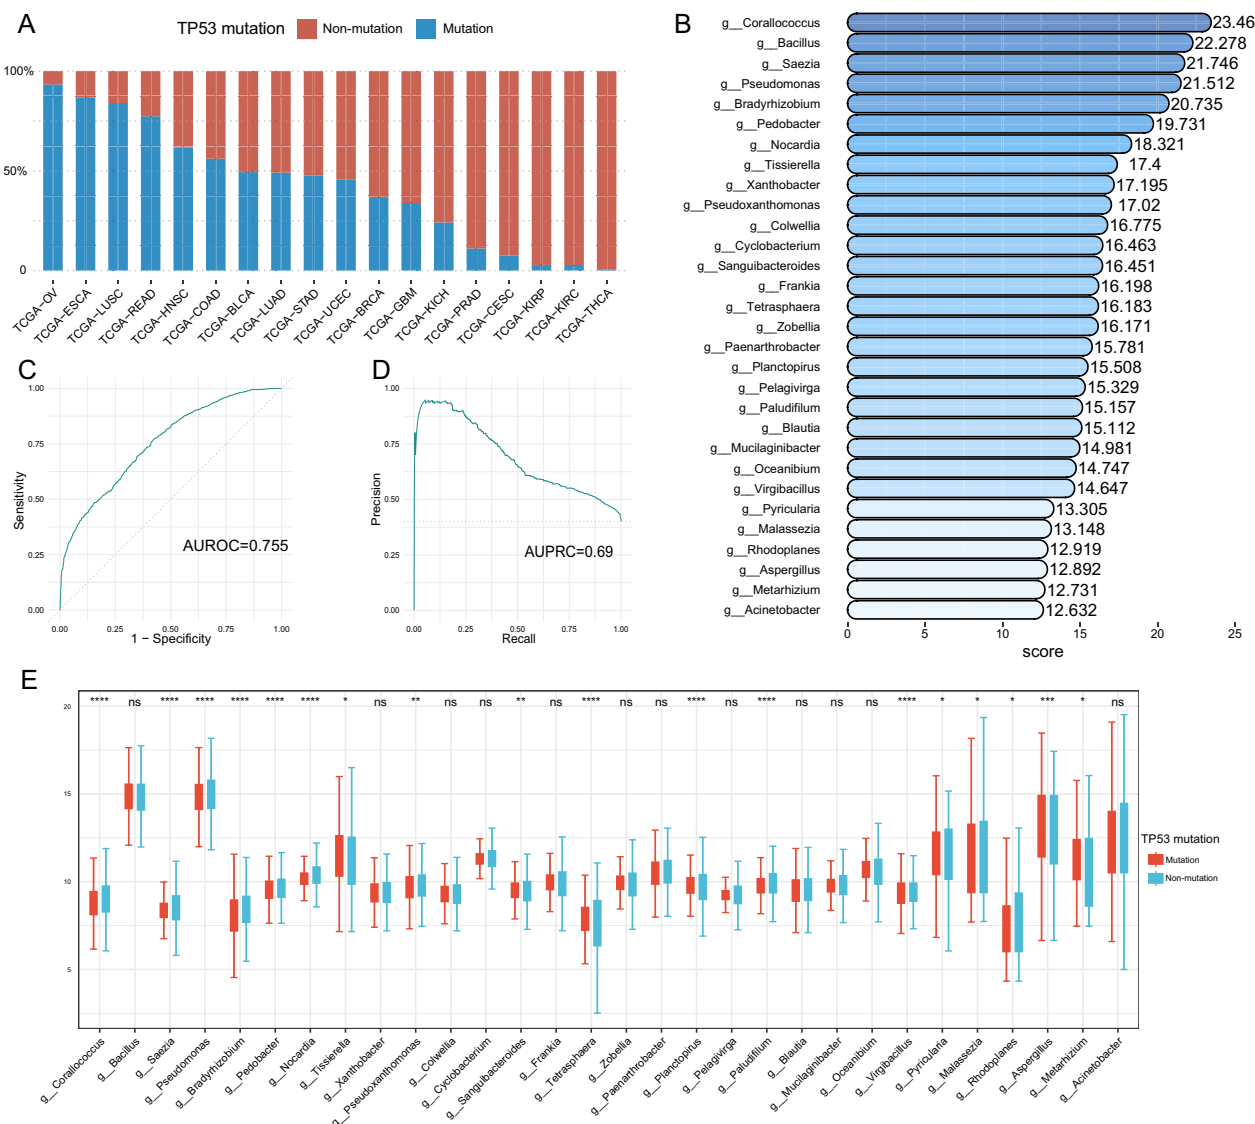 A
TP53 mutation
Non-mutation
Mutation
100%
50%
0
TCGA-OV
TCGA-ESCA
TCGA-LUSC
TCGA-READ
TCGA-HNSC
TCGA-COAD
TCGA-BLCA
TCGA-LUAD
TCGA-STAD
TCGA-UCEC
TCGA-BRCA
TCGA-GBM
TCGA-KICH
TCGA-PRAD
TCGA-CESC
TCGA-KIRP
TCGA-KIRC
TCGA-THCA
B
g__Corallococcus 23.46
g__Bacillus 22.278
g__Saezia 21.746
g__Pseudomonas 21.512
g__Bradyrhizobium 20.735
g__Pedobacter 19.731
g__Nocardia 18.321
g__Tissierella 17.4
g__Xanthobacter 17.195
g__Pseudoxanthomonas 17.02
g__Colwellia 16.775
g__Cyclobacterium 16.463
g__Sanguibacteroides 16.451
g__Frankia 16.198
g__Tetrasphaera 16.183
g__Zobellia 16.171
g__Paenarthrobacter 15.781
g__Planctopirus 15.508
g__Pelagivirga 15.329
g__Paludifilum 15.157
g__Blautia 15.112
g__Mucilaginibacter 14.981
g__Oceanibium 14.747
g__Virgibacillus 14.647
g__Pyricularia 13.305
g__Malassezia 13.148
g__Rhodoplanes 12.919
g__Aspergillus 12.892
g__Metarhizium 12.731
g__Acinetobacter 12.632
0 5 10 15 20 25
score
C
1.00
0.75
0.50
0.25
0.00
Sensitivity
AUROC=0.755
0.00 0.25 0.50 0.75 1.00
1 − Specificity
D
1.00
0.75
0.50
0.25
0.00
Precision
AUPRC=0.69
0.00 0.25 0.50 0.75 1.00
Recall
E
**** ns **** **** **** **** **** * ns ** ns ns ** ns **** ns ns **** ns **** ns ns ns **** * * * *** * ns
20
15
10
5
TP53 mutation
Mutation
Non-mutation
g__Corallococcus
g__Bacillus
g__Saezia
g__Pseudomonas
g__Bradyrhizobium
g__Pedobacter
g__Nocardia
g__Tissierella
g__Xanthobacter
g__Pseudoxanthomonas
g__Colwellia
g__Cyclobacterium
g__Sanguibacteroides
g__Frankia
g__Tetrasphaera
g__Zobellia
g__Paenarthrobacter
g__Planctopirus
g__Pelagivirga
g__Paludifilum
g__Blautia
g__Mucilaginibacter
g__Oceanibium
g__Virgibacillus
g__Pyricularia
g__Malassezia
g__Rhodoplanes
g__Aspergillus
g__Metarhizium
g__Acinetobacter